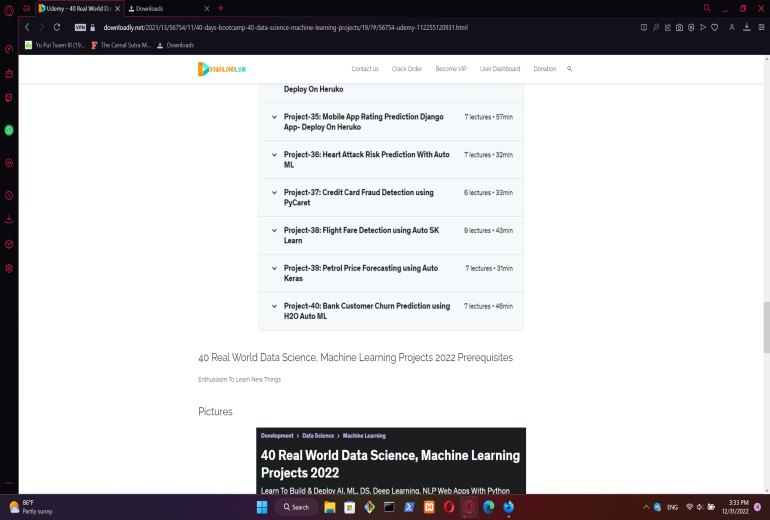 Udemy – 40 Real World Da
Downloads
VPN
downloadly.net/2021/13/56754/11/40-days-bootcamp-40-data-science-machine-learning-projects/19/?#/56754-udemy-112255120931.html
Yu Pui Tsuen III (19...
The Carnal Sutra M...
Downloads
DOWNLOADLY.IR
Contact us
Crack Order
Become VIP
User Dashboard
Donation
Deploy On Heroku
Project-35: Mobile App Rating Prediction Django
App- Deploy On Heroku
7 lectures • 57min
Project-36: Heart Attack Risk Prediction With Auto
ML
7 lectures • 32min
Project-37: Credit Card Fraud Detection using
PyCaret
6 lectures • 33min
Project-38: Flight Fare Detection using Auto SK
Learn
9 lectures • 43min
Project-39: Petrol Price Forecasting using Auto
Keras
7 lectures • 31min
Project-40: Bank Customer Churn Prediction using
H2O Auto ML
7 lectures • 46min
40 Real World Data Science, Machine Learning Projects 2022 Prerequisites
Enthusiasm To Learn New Things
Pictures
Development > Data Science > Machine Learning
40 Real World Data Science, Machine Learning
Projects 2022
Learn To Build & Deploy AI, ML, DS, Deep Learning, NLP Web Apps With Python
86°F
Partly sunny
Search
ENG
3:33 PM
12/31/2022
4